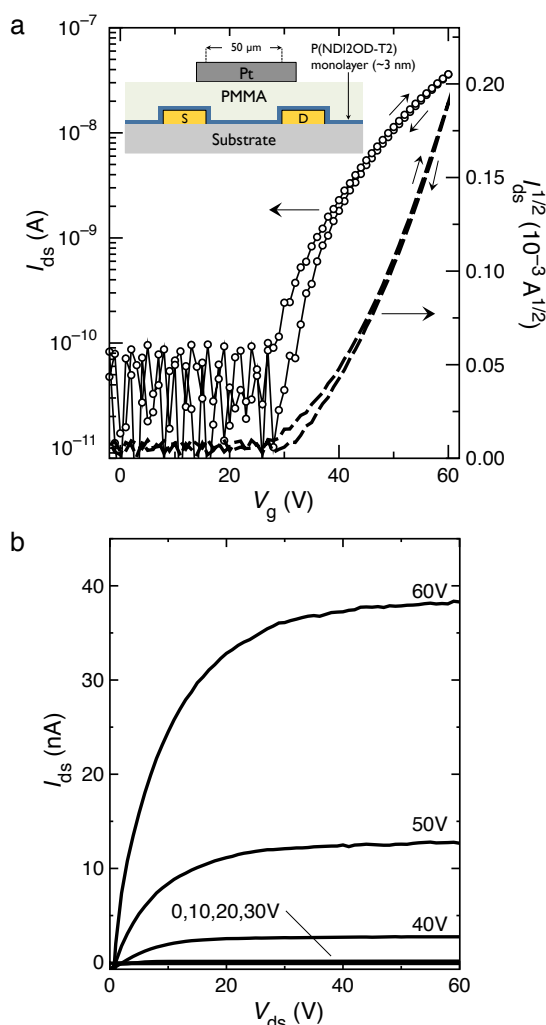 a
50 µm
P(NDI2OD-T2)
monolayer (~3 nm)
Pt
PMMA
S
D
Substrate
10⁻⁷
10⁻⁸
10⁻⁹
10⁻¹⁰
10⁻¹¹
I_ds (A)
0.20
0.15
0.10
0.05
0.00
I_ds^1/2 (10⁻³ A^1/2)
0 20 40 60
V_g (V)
b
40
30
20
10
0
I_ds (nA)
60V
50V
40V
0,10,20,30V
0 20 40 60
V_ds (V)